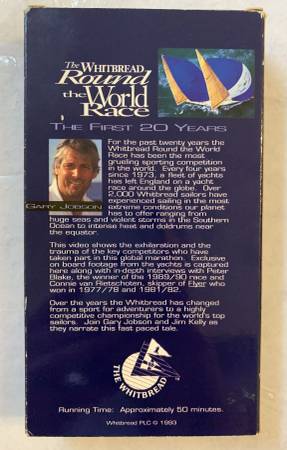 The WHITBREAD
Round
the World
Race
THE FIRST 20 YEARS
For the past twenty years the
Whitbread Round the World
Race has been the most
grueling sporting competition
in the world. Every four years
since 1973, a fleet of yachts
has left England on a yacht
race around the globe. Over
2,000 Whitbread sailors have
experienced sailing in the most
extreme conditions our planet
has to offer ranging from
GARY JOBSON
huge seas and violent storms in the Southern
Ocean to intense heat and doldrums near
the equator.
This video shows the exhileration and the
trauma of the key competitors who have
taken part in this global marathon. Exclusive
on board footage from the yachts is captured
here along with in-depth interviews with Peter
Blake, the winner of the 1989/90 race and
Connie van Rietschoten, skipper of Flyer who
won in 1977/78 and 1981/82.
Over the years the Whitbread has changed
from a sport for adventurers to a highly
competitive championship for the world's top
sailors. Join Gary Jobson and Jim Kelly as
they narrate this fast paced tale.
THE WHITBREAD
Running Time: Approximately 50 minutes.
Whitbread PLC © 1993